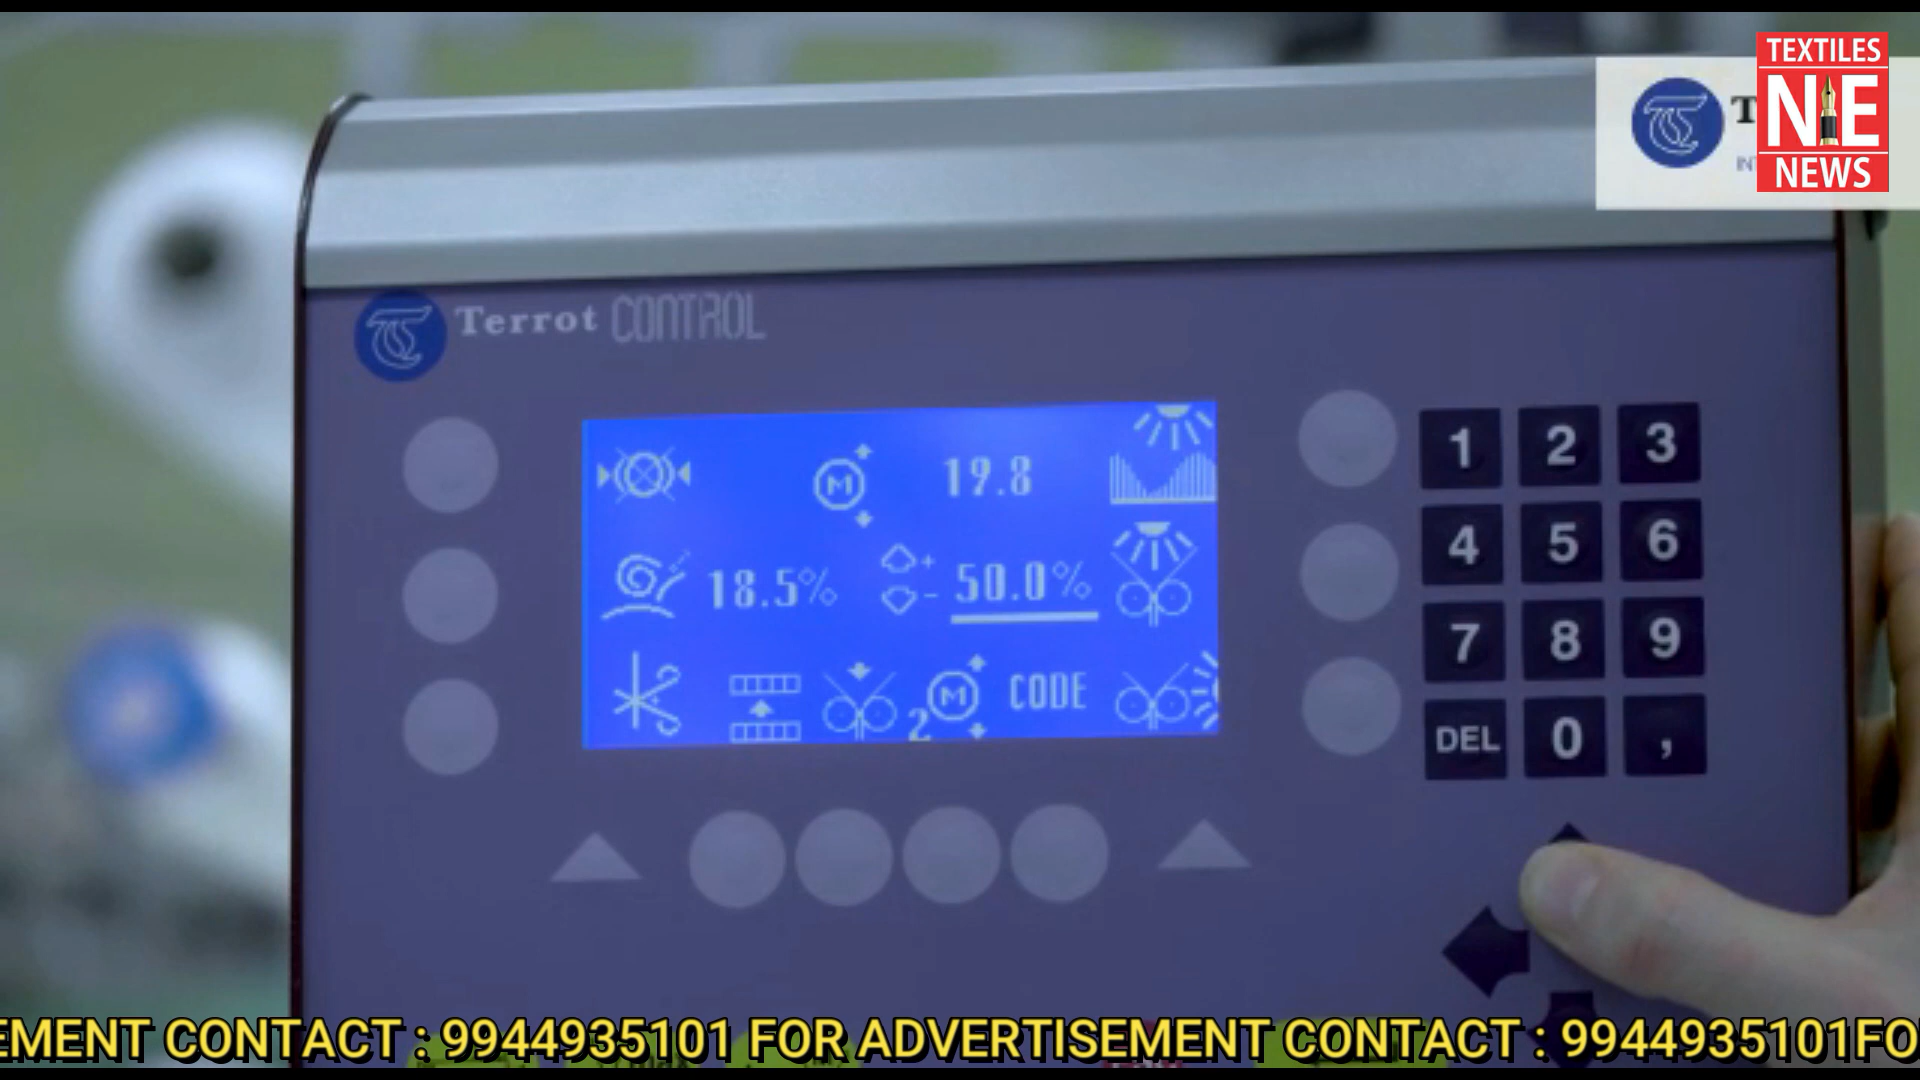 TEXTILES
NIE
NEWS
Terrot CONTROL
19.8
18.5%
+
- 50.0%
2 M CODE
M
1 2 3
4 5 6
7 8 9
DEL 0 ,
EMENT CONTACT : 9944935101 FOR ADVERTISEMENT CONTACT : 9944935101FO